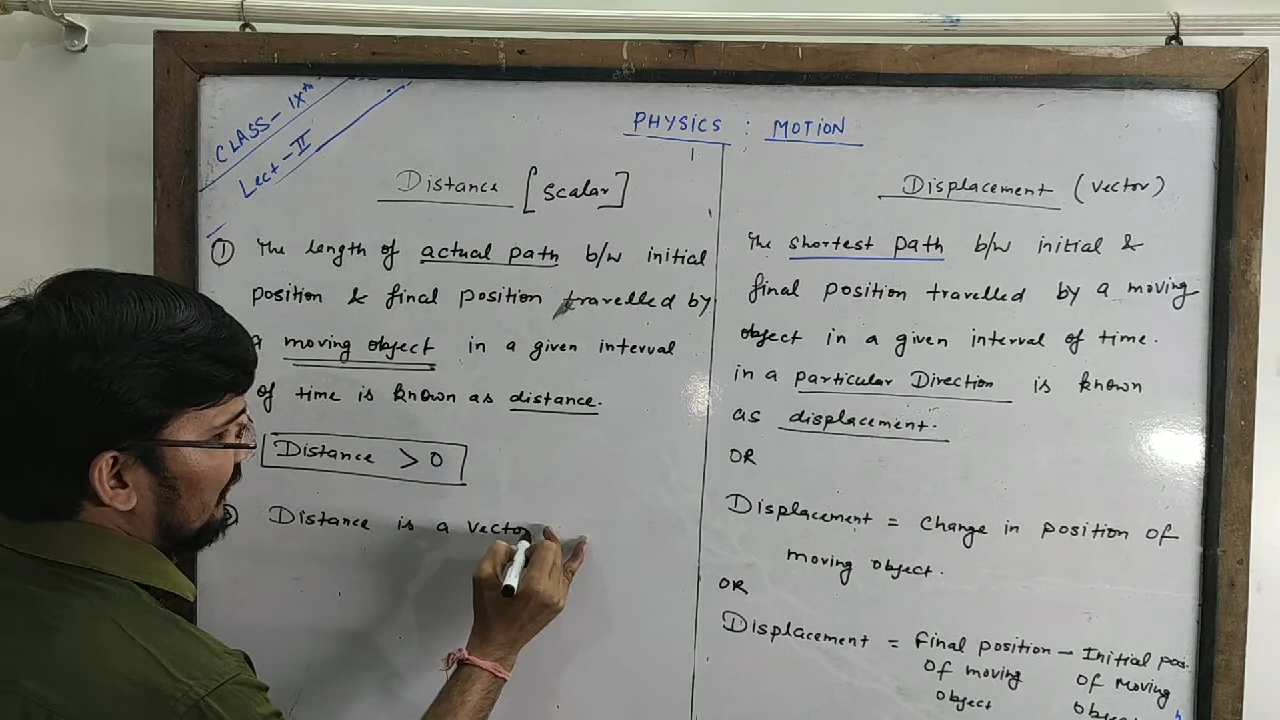 CLASS - IXth
Lect - II
PHYSICS : MOTION
Distance [Scalar]
① The length of actual path b/w initial
position & final position travelled by
a moving object in a given interval
of time is known as distance.
Distance > 0
Distance is a vector
Displacement (Vector)
The shortest path b/w initial &
final position travelled by a moving
object in a given interval of time.
in a particular Direction is known
as displacement.
OR
Displacement = Change in position of
moving object.
OR
Displacement = Final position - Initial pos.
of moving of moving
object object